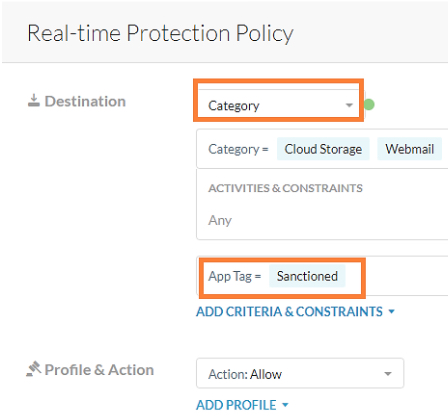 Real-time Protection Policy
Destination
Category
Category = Cloud Storage Webmail
ACTIVITIES & CONSTRAINTS
Any
App Tag = Sanctioned
ADD CRITERIA & CONSTRAINTS
Profile & Action
Action: Allow
ADD PROFILE